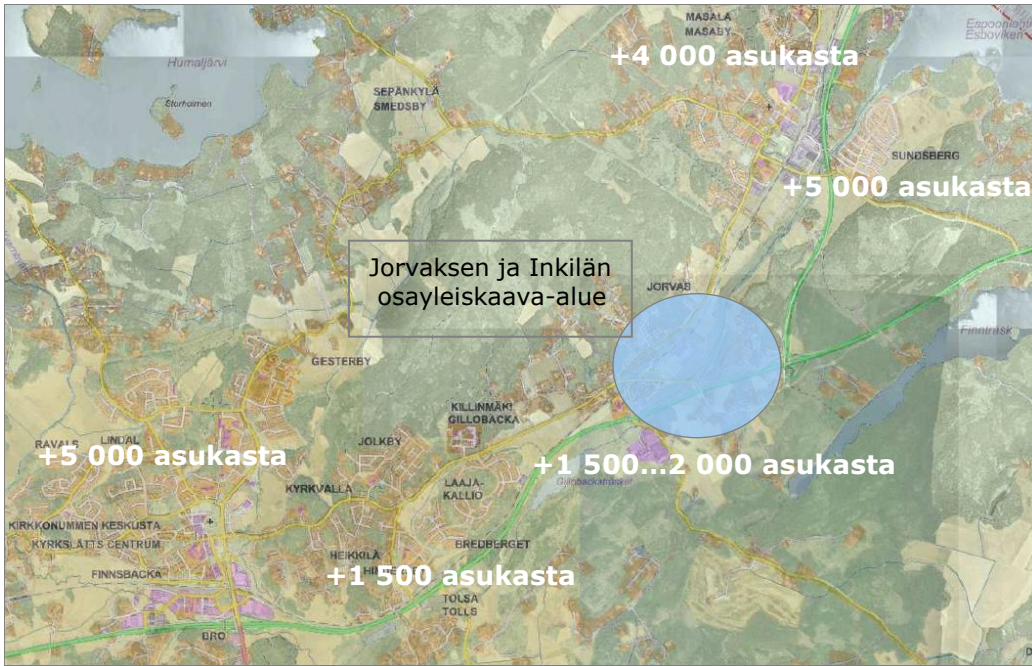 MASALA
MASABY
+4 000 asukasta
Espoonlahti
Esboviken
Humaljärvi
Storholmen
SEPÄNKYLÄ
SMEDSBY
SUNDSBERG
+5 000 asukasta
Jorvaksen ja Inkilän
osayleiskaava-alue
JORVAS
Finnträsk
GESTERBY
KILLINMÄKI
GILLOBACKA
RAVALS
LINDAL
JOLKBY
+5 000 asukasta
+1 500...2 000 asukasta
LAAJA-
KALLIO
KYRKVALLA
KIRKKONUMMEN KESKUSTA
KYRKSLÄTTS CENTRUM
HEIKKILÄ
BREDBERGET
FINNSBACKA
+1 500 asukasta
TOLSA
TOLLS
BRO